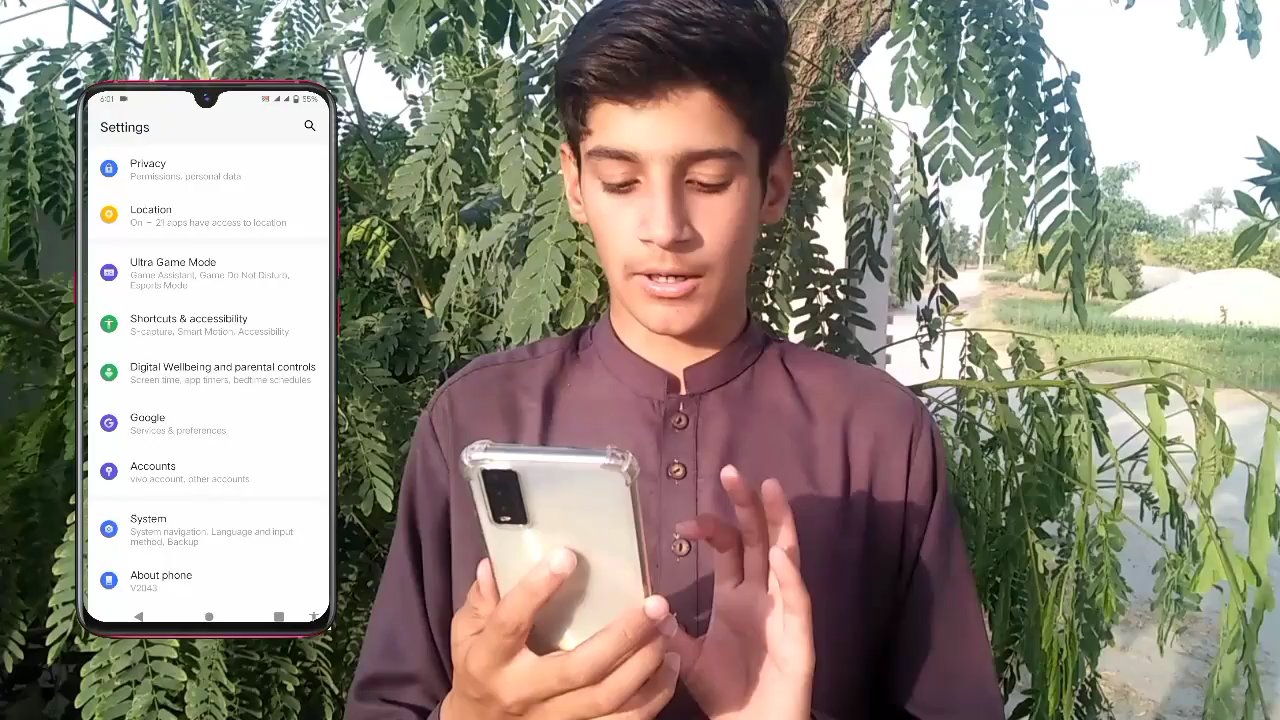 6:01
55%
Settings
Privacy
Permissions, personal data
Location
On – 21 apps have access to location
Ultra Game Mode
Game Assistant, Game Do Not Disturb,
Esports Mode
Shortcuts & accessibility
S-capture, Smart Motion, Accessibility
Digital Wellbeing and parental controls
Screen time, app timers, bedtime schedules
Google
Services & preferences
Accounts
vivo account, other accounts
System
System navigation, Language and input
method, Backup
About phone
V2043